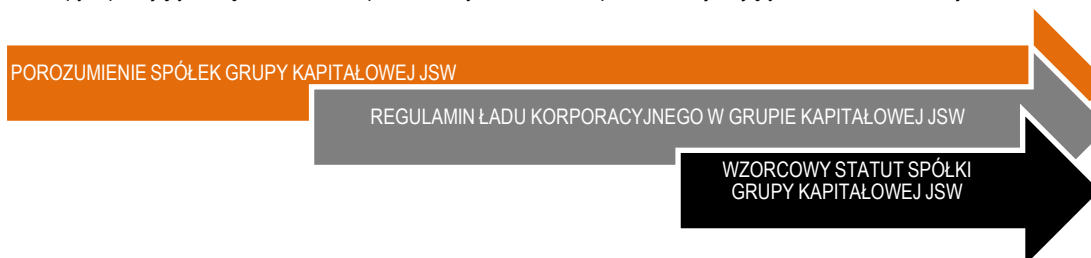 POROZUMIENIE SPÓŁEK GRUPY KAPITAŁOWEJ JSW
REGULAMIN ŁADU KORPORACYJNEGO W GRUPIE KAPITAŁOWEJ JSW
WZORCOWY STATUT SPÓŁKI
GRUPY KAPITAŁOWEJ JSW